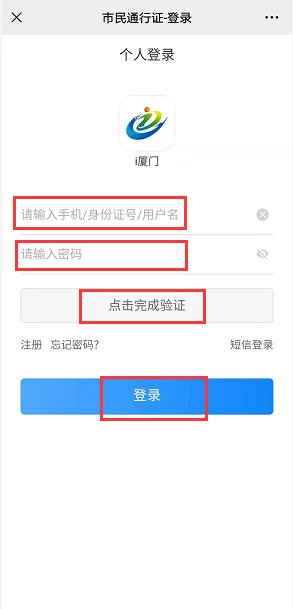 市民通行证-登录
个人登录
i厦门
请输入手机/身份证号/用户名
请输入密码
点击完成验证
注册 忘记密码? 短信登录
登录